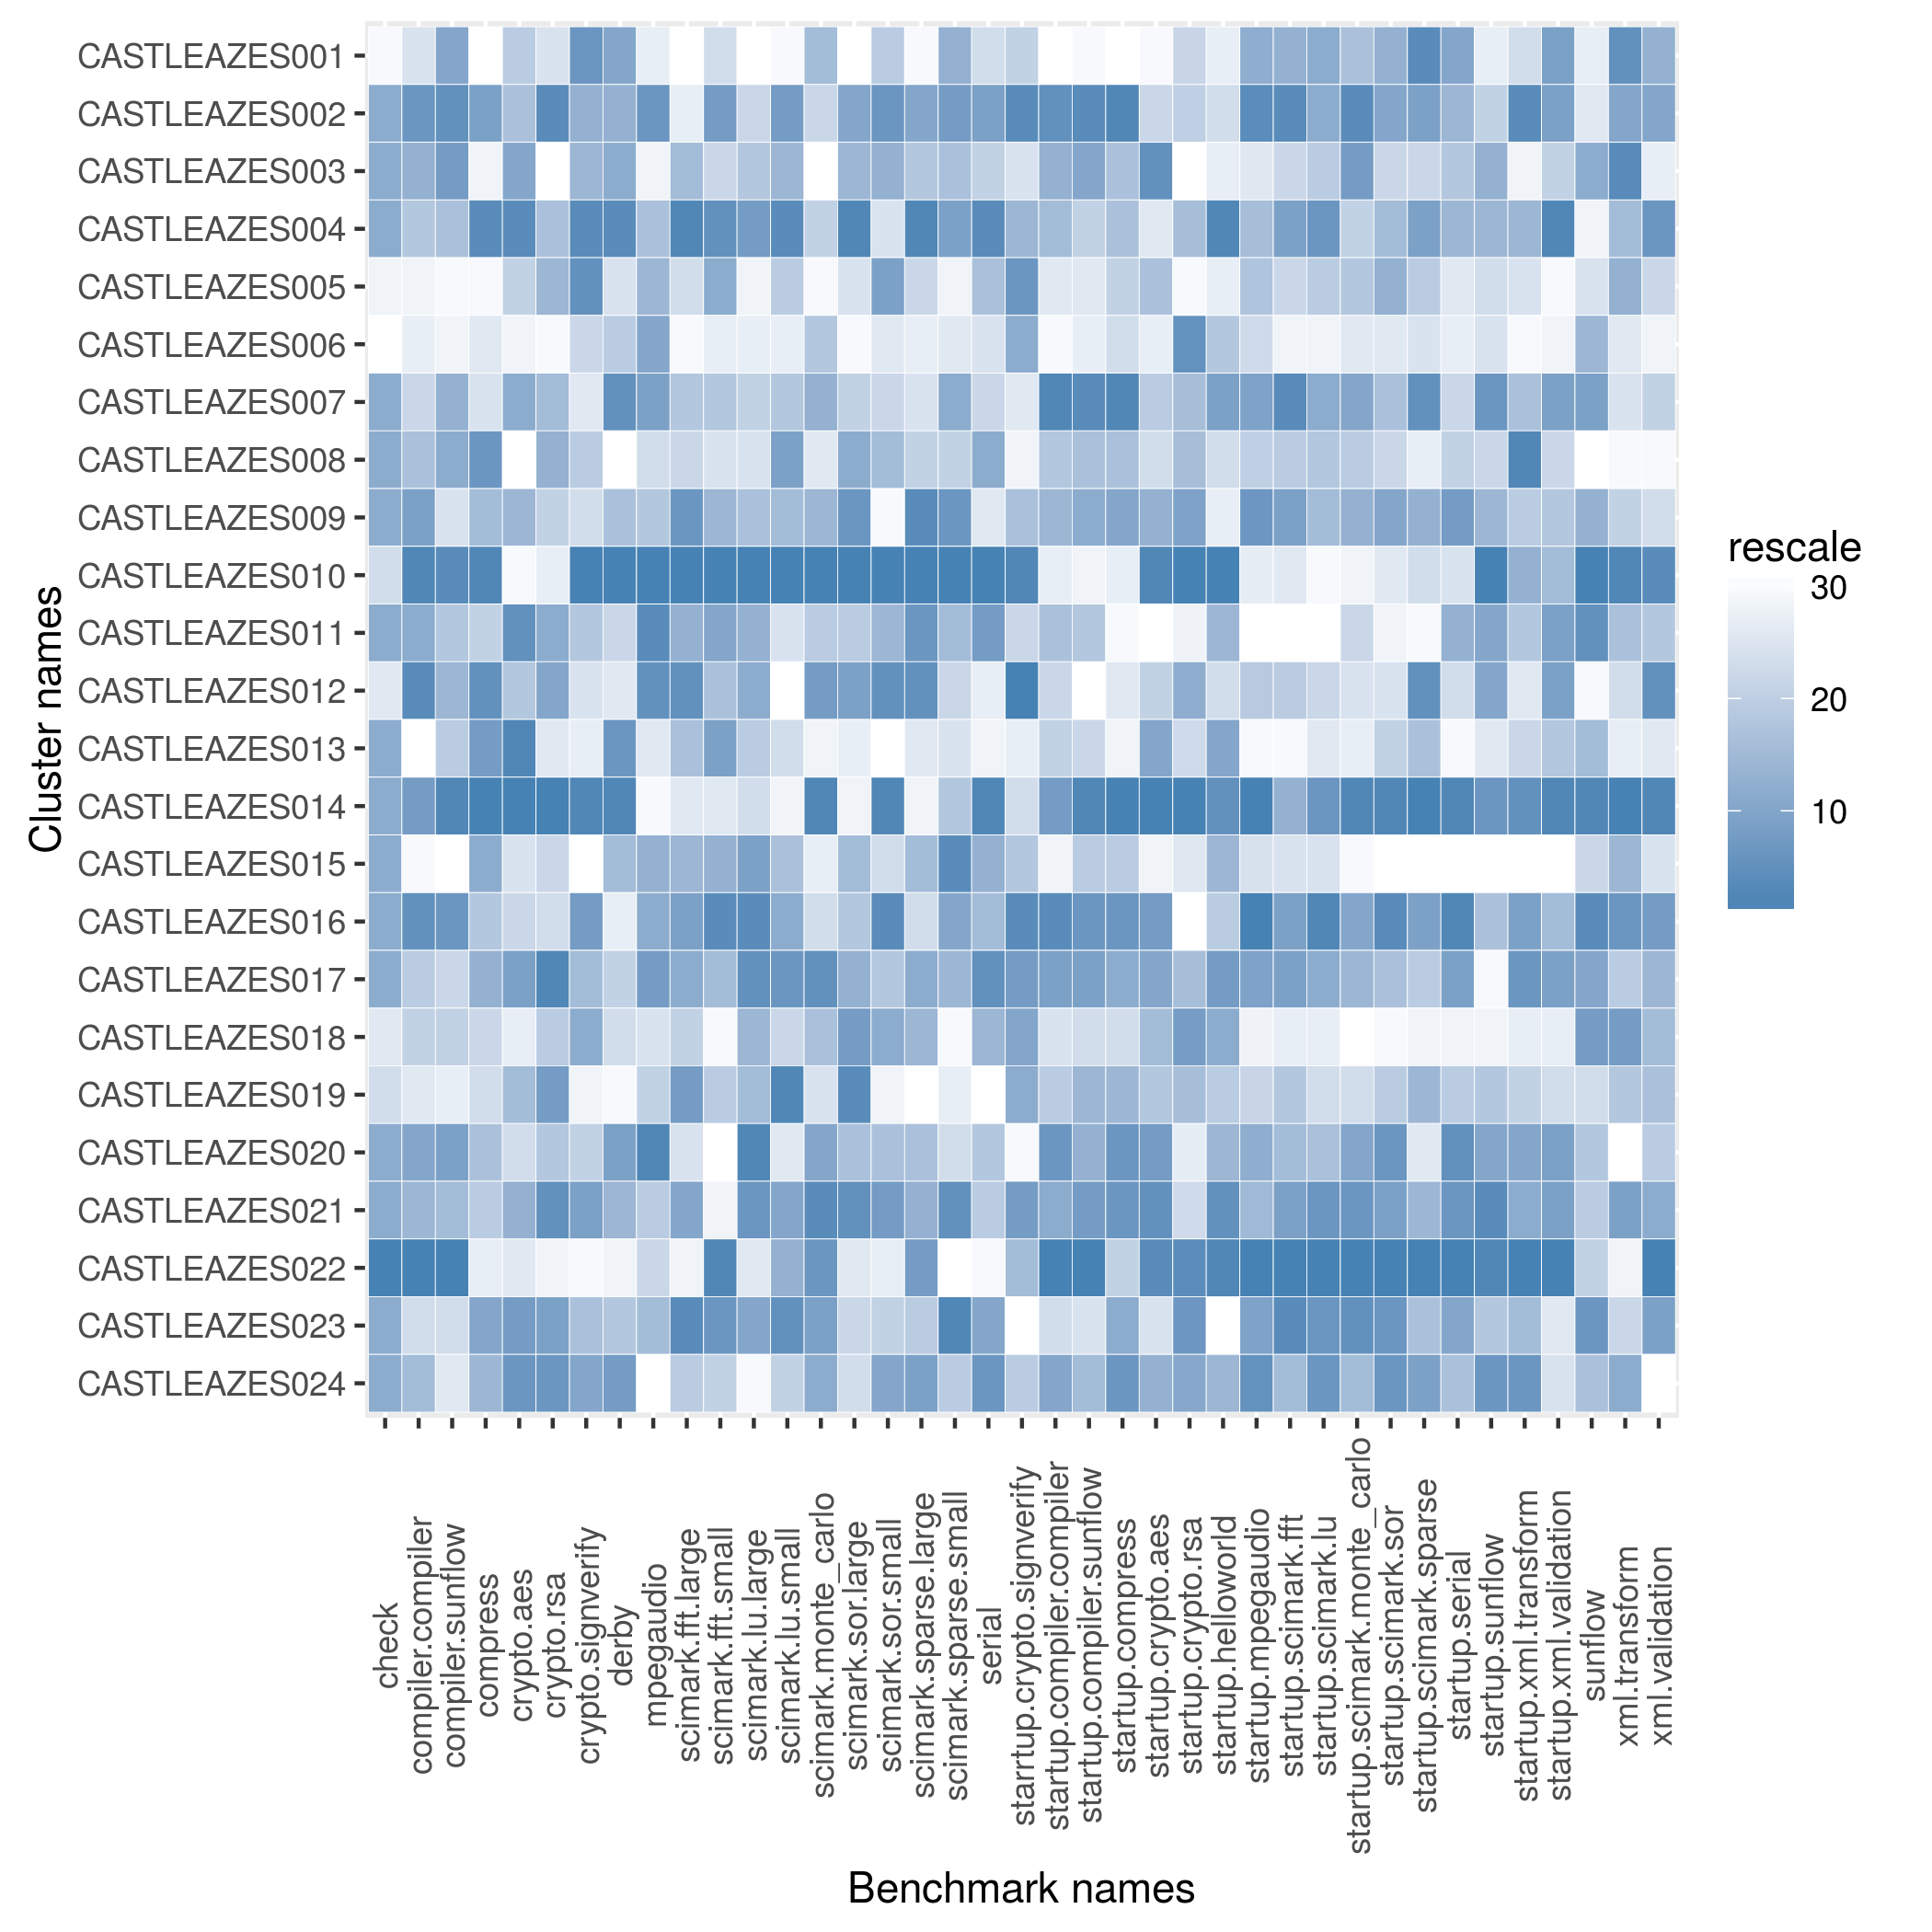 CASTLEAZES001
CASTLEAZES002
CASTLEAZES003
CASTLEAZES004
CASTLEAZES005
CASTLEAZES006
CASTLEAZES007
CASTLEAZES008
CASTLEAZES009
CASTLEAZES010
CASTLEAZES011
CASTLEAZES012
CASTLEAZES013
CASTLEAZES014
CASTLEAZES015
CASTLEAZES016
CASTLEAZES017
CASTLEAZES018
CASTLEAZES019
CASTLEAZES020
CASTLEAZES021
CASTLEAZES022
CASTLEAZES023
CASTLEAZES024
Cluster names
rescale
30
20
10
check
compiler.compiler
compiler.sunflow
compress
crypto.aes
crypto.rsa
crypto.signverify
derby
mpegaudio
scimark.fft.large
scimark.fft.small
scimark.lu.large
scimark.lu.small
scimark.monte_carlo
scimark.sor.large
scimark.sor.small
scimark.sparse.large
scimark.sparse.small
serial
startup.crypto.signverify
startup.compiler.compiler
startup.compiler.sunflow
startup.compress
startup.crypto.aes
startup.crypto.rsa
startup.helloworld
startup.mpegaudio
startup.scimark.fft
startup.scimark.lu
startup.scimark.monte_carlo
startup.scimark.sor
startup.scimark.sparse
startup.serial
startup.sunflow
startup.xml.transform
startup.xml.validation
sunflow
xml.transform
xml.validation
Benchmark names